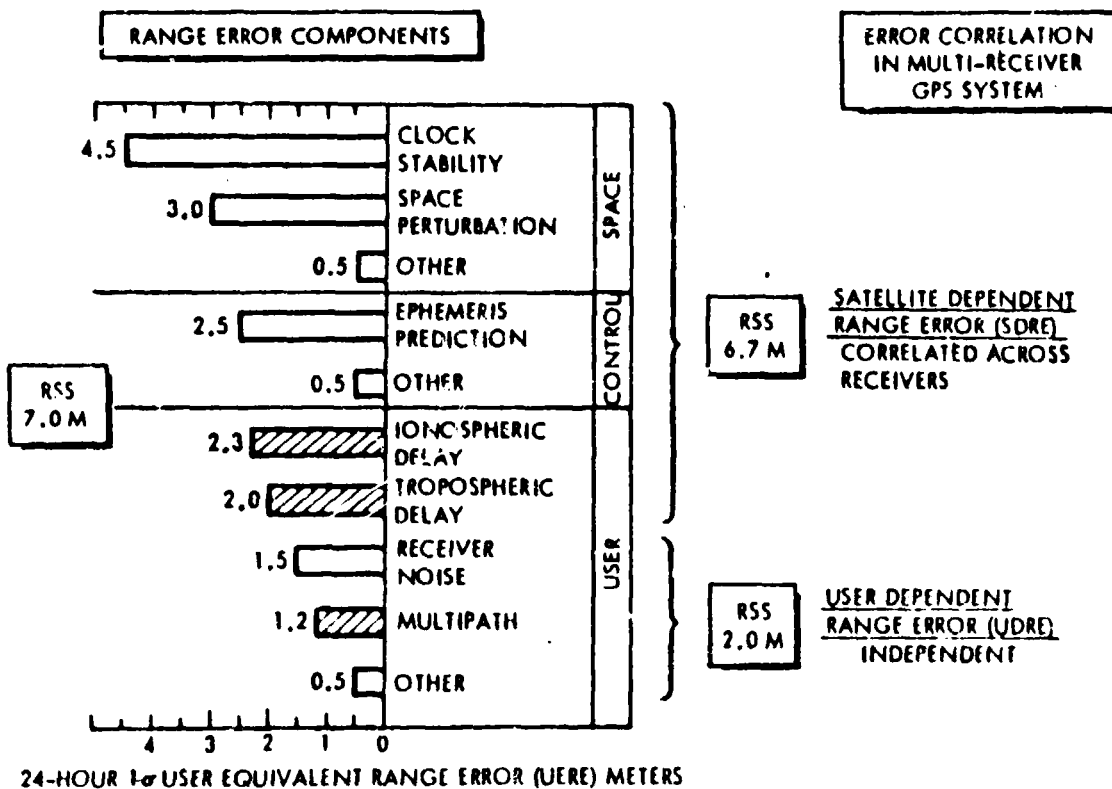 RANGE ERROR COMPONENTS
ERROR CORRELATION
IN MULTI-RECEIVER
GPS SYSTEM
4.5
CLOCK
STABILITY
3.0
SPACE
PERTURBATION
0.5
OTHER
SPACE
2.5
EPHEMERIS
PREDICTION
0.5
OTHER
CONTROL
RSS
7.0 M
2.3
IONOSPHERIC
DELAY
2.0
TROPOSPHERIC
DELAY
1.5
RECEIVER
NOISE
1.2
MULTIPATH
0.5
OTHER
USER
RSS
6.7 M
SATELLITE DEPENDENT
RANGE ERROR (SDRE)
CORRELATED ACROSS
RECEIVERS
RSS
2.0 M
USER DEPENDENT
RANGE ERROR (UDRE)
INDEPENDENT
4 3 2 1 0
24-HOUR 1-σ USER EQUIVALENT RANGE ERROR (UERE) METERS